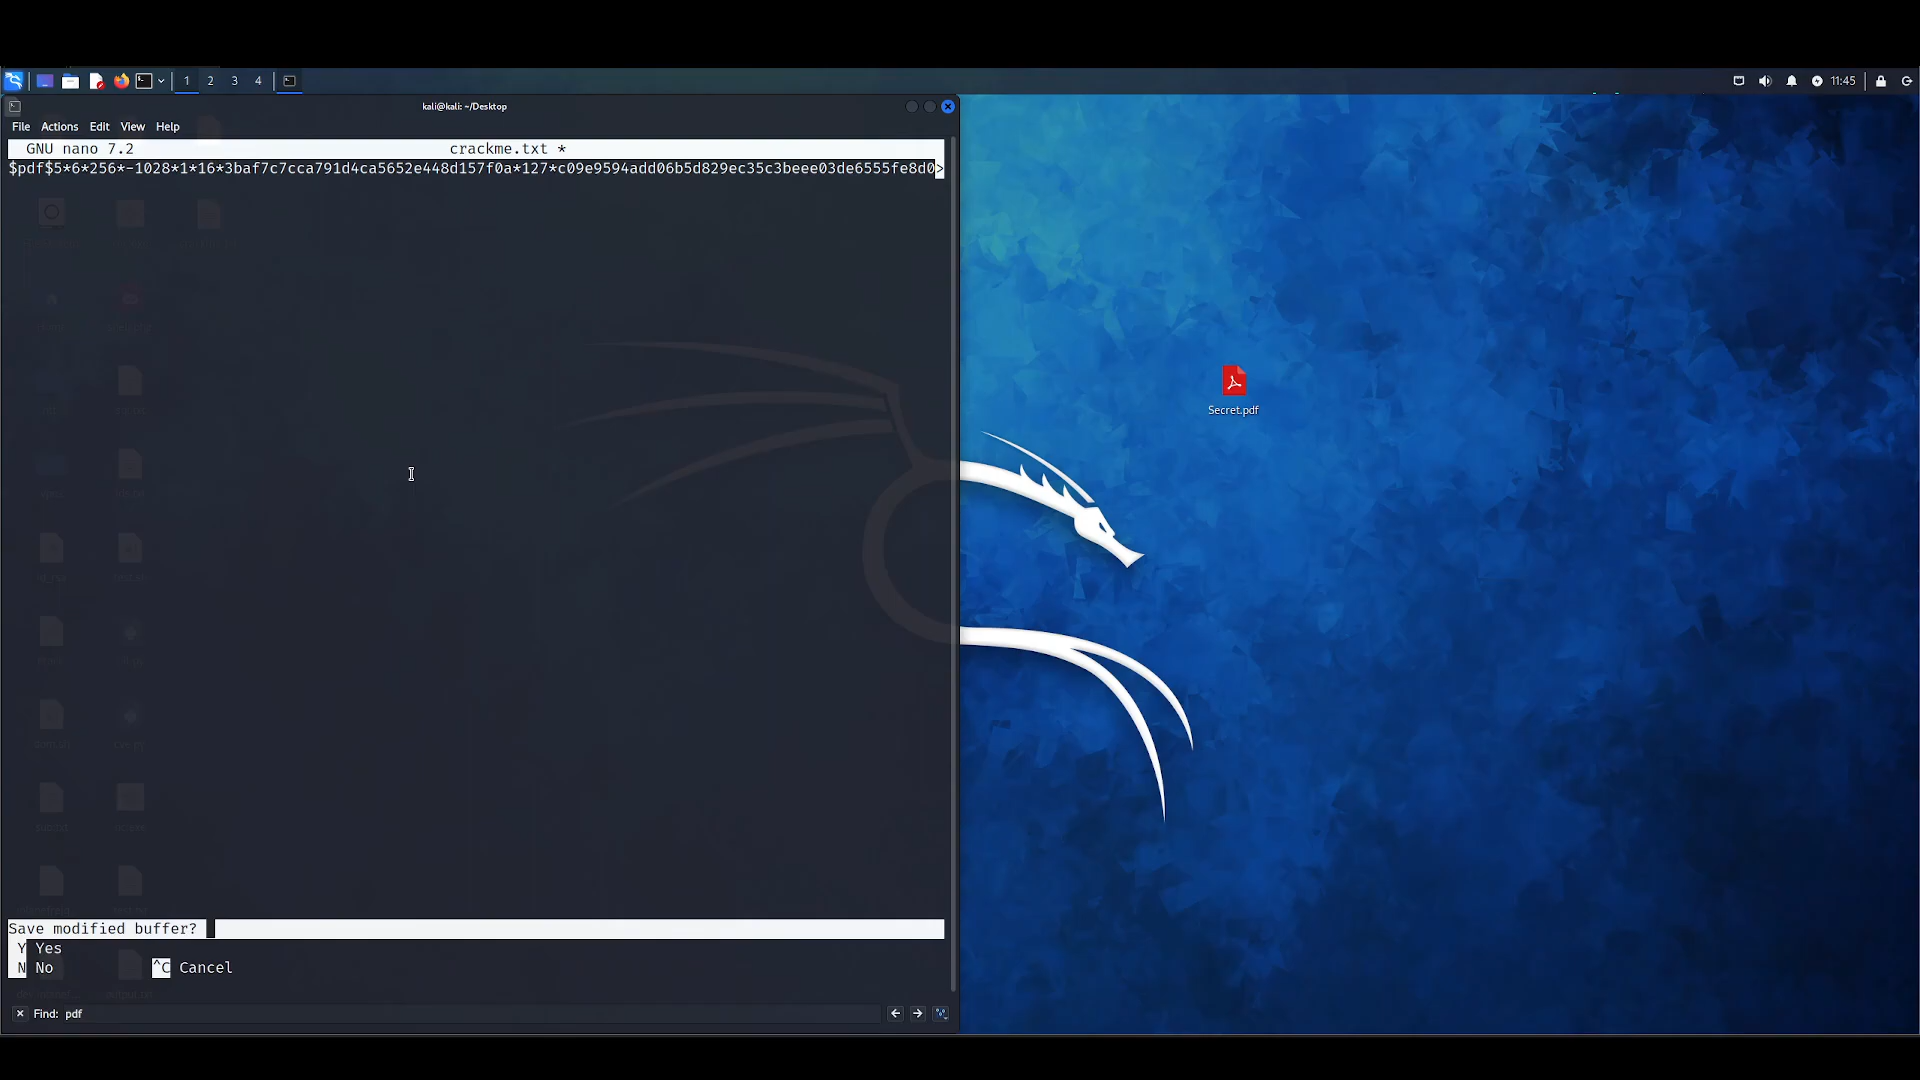 1 2 3 4
11:45
kali@kali: ~/Desktop
File Actions Edit View Help
GNU nano 7.2 crackme.txt *
$pdf$5*6*256*-1028*1*16*3baf7c7cca791d4ca5652e448d157f0a*127*c09e9594add06b5d829ec35c3beee03de6555fe8d0>
Secret.pdf
Save modified buffer?
Y Yes
N No ^C Cancel
Find: pdf